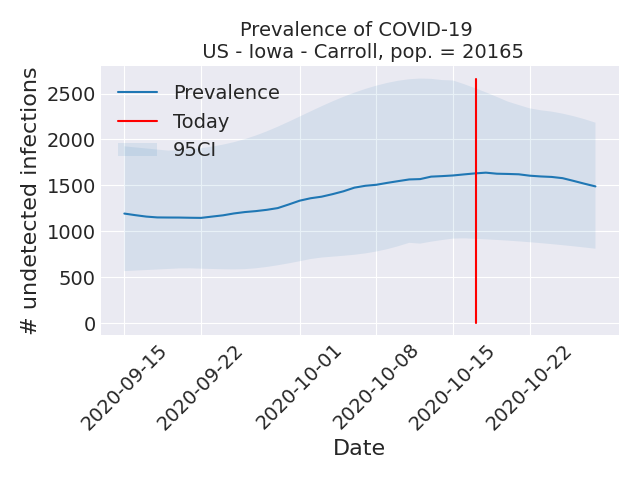 Prevalence of COVID-19
US - Iowa - Carroll, pop. = 20165
# undetected infections
2500
2000
1500
1000
500
0
Prevalence
Today
95CI
2020-09-15
2020-09-22
2020-10-01
2020-10-08
2020-10-15
2020-10-22
Date